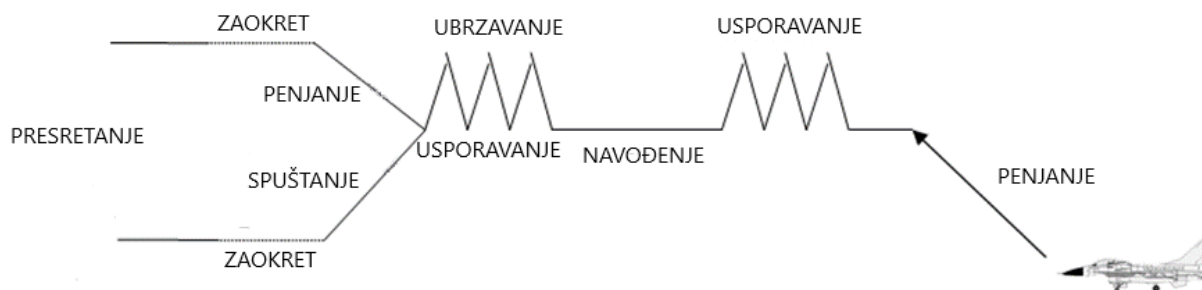 ZAOKRET
UBRZAVANJE
USPORAVANJE
PENJANJE
PRESRETANJE
USPORAVANJE
NAVOĐENJE
SPUŠTANJE
PENJANJE
ZAOKRET